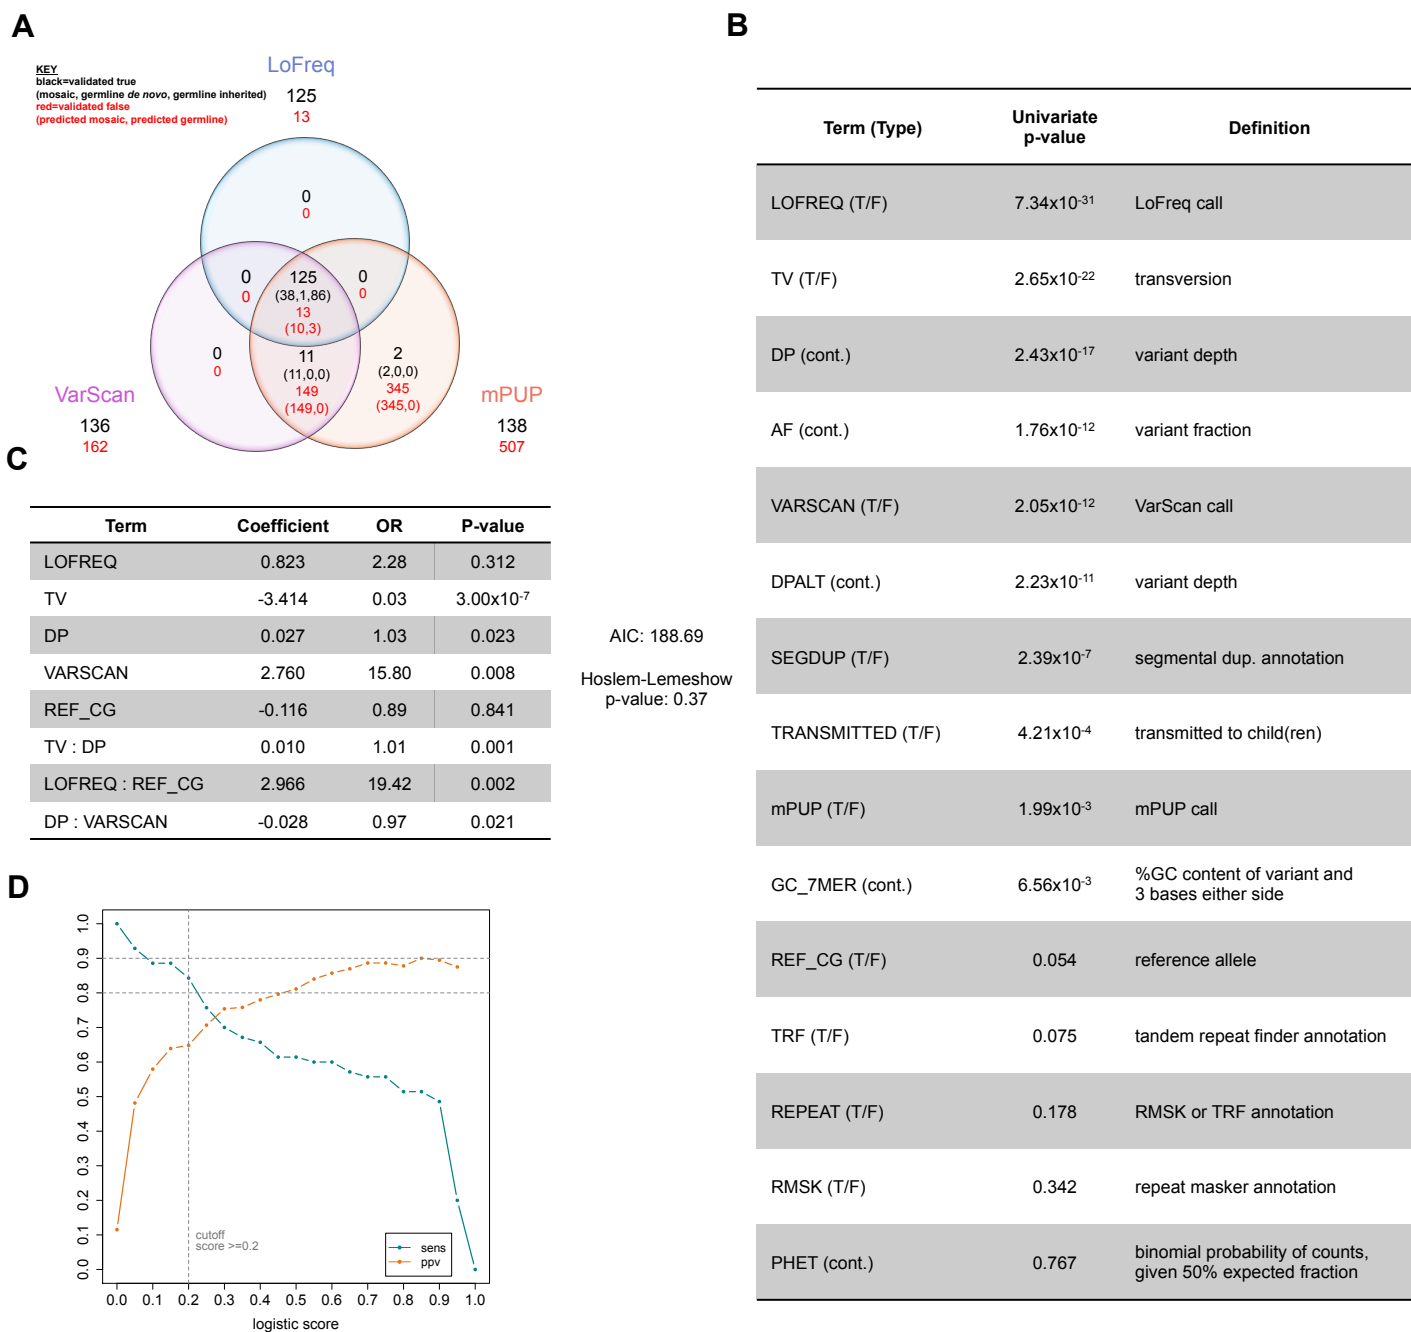 A
KEY
black=validated true
(mosaic, germline de novo, germline inherited)
red=validated false
(predicted mosaic, predicted germline)
LoFreq
125
13
0
0
0
0
125
(38,1,86)
13
(10,3)
0
0
0
0
11
(11,0,0)
149
(149,0)
2
(2,0,0)
345
(345,0)
VarScan
136
162
mPUP
138
507
B
Term (Type) Univariate p-value Definition
LOFREQ (T/F) 7.34x10-31 LoFreq call
TV (T/F) 2.65x10-22 transversion
DP (cont.) 2.43x10-17 variant depth
AF (cont.) 1.76x10-12 variant fraction
VARSCAN (T/F) 2.05x10-12 VarScan call
DPALT (cont.) 2.23x10-11 variant depth
SEGDUP (T/F) 2.39x10-7 segmental dup. annotation
TRANSMITTED (T/F) 4.21x10-4 transmitted to child(ren)
mPUP (T/F) 1.99x10-3 mPUP call
GC_7MER (cont.) 6.56x10-3 %GC content of variant and
3 bases either side
REF_CG (T/F) 0.054 reference allele
TRF (T/F) 0.075 tandem repeat finder annotation
REPEAT (T/F) 0.178 RMSK or TRF annotation
RMSK (T/F) 0.342 repeat masker annotation
PHET (cont.) 0.767 binomial probability of counts,
given 50% expected fraction
C
Term Coefficient OR P-value
LOFREQ 0.823 2.28 0.312
TV -3.414 0.03 3.00x10-7
DP 0.027 1.03 0.023
VARSCAN 2.760 15.80 0.008
REF_CG -0.116 0.89 0.841
TV : DP 0.010 1.01 0.001
LOFREQ : REF_CG 2.966 19.42 0.002
DP : VARSCAN -0.028 0.97 0.021
AIC: 188.69
Hoslem-Lemeshow
p-value: 0.37
D
1.0
0.9
0.8
0.7
0.6
0.5
0.4
0.3
0.2
0.1
0.0
cutoff
score >=0.2
sens
ppv
0.0 0.1 0.2 0.3 0.4 0.5 0.6 0.7 0.8 0.9 1.0
logistic score